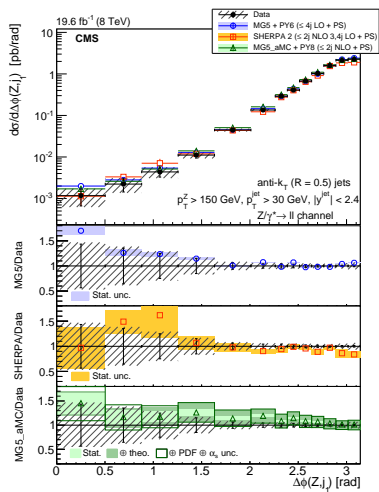 19.6 fb⁻¹ (8 TeV)
CMS
Data
MG5 + PY6 (≤ 4j LO + PS)
SHERPA 2 (≤ 2j NLO 3,4j LO + PS)
MG5_aMC + PY8 (≤ 2j NLO + PS)
dσ/dΔϕ(Z,j₁) [pb/rad]
10
1
10⁻¹
10⁻²
10⁻³
anti-k_T (R = 0.5) jets
p_T^Z > 150 GeV, p_T^jet > 30 GeV, |y^jet| < 2.4
Z/γ*→ ll channel
MG5/Data
1.5
1
0.5
Stat. unc.
SHERPA/Data
1.5
1
0.5
Stat. unc.
MG5_aMC/Data
1.5
1
0.5
Stat.
⊕ theo.
⊕ PDF ⊕ αₛ unc.
0 0.5 1 1.5 2 2.5 3
Δϕ(Z,j₁) [rad]